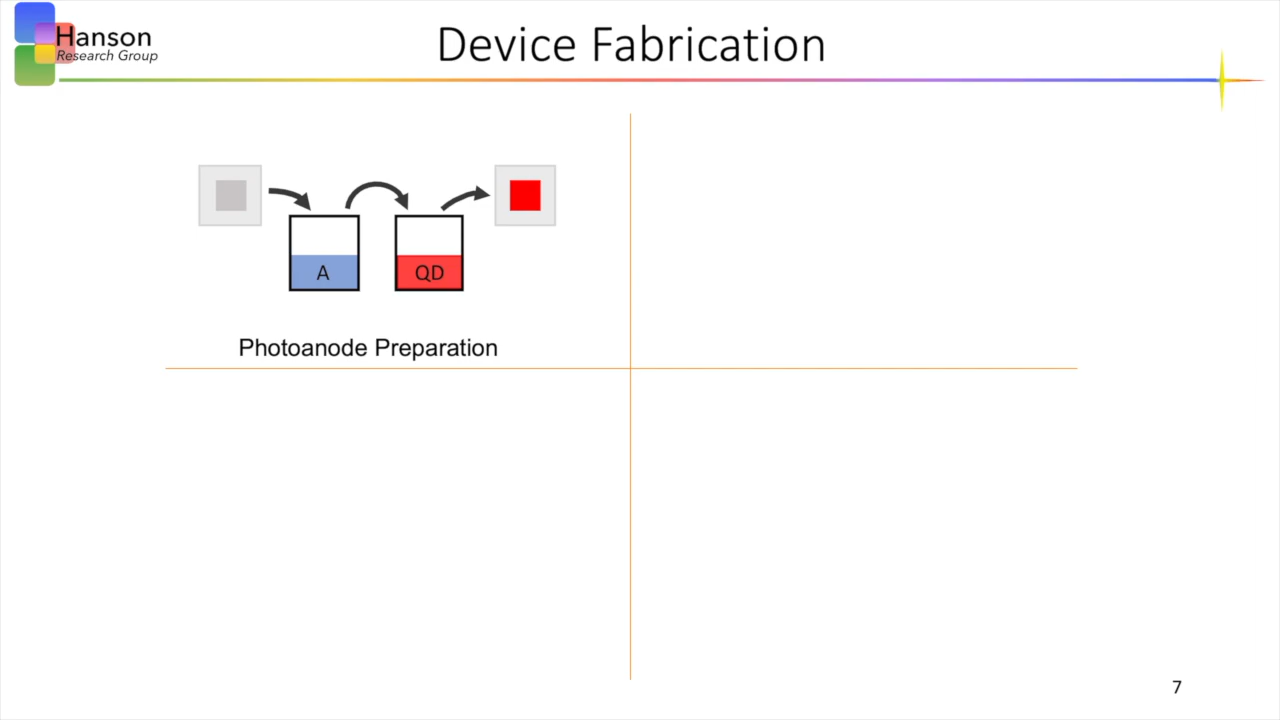 Hanson
Research Group
Device Fabrication
A
QD
Photoanode Preparation
7